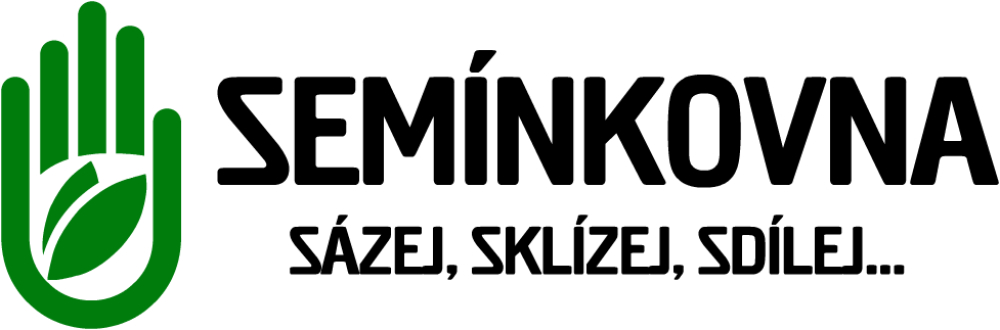 SEMÍNKOVNA
SÁZEJ, SKLÍZEJ, SDÍLEJ...